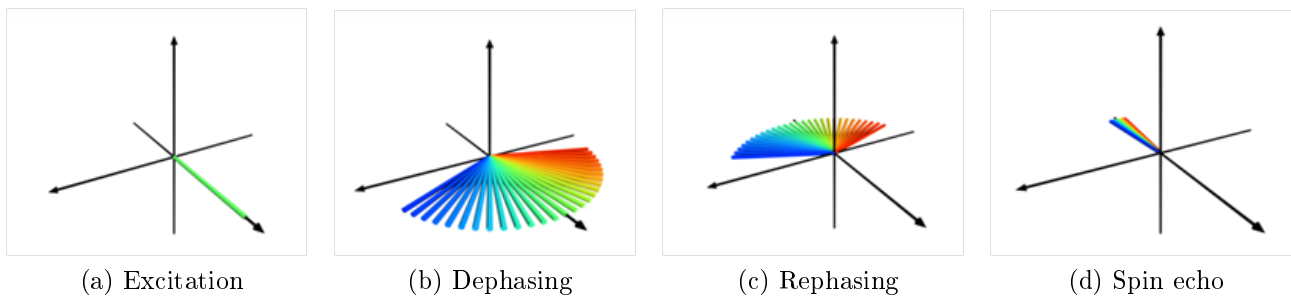 (a) Excitation
(b) Dephasing
(c) Rephasing
(d) Spin echo